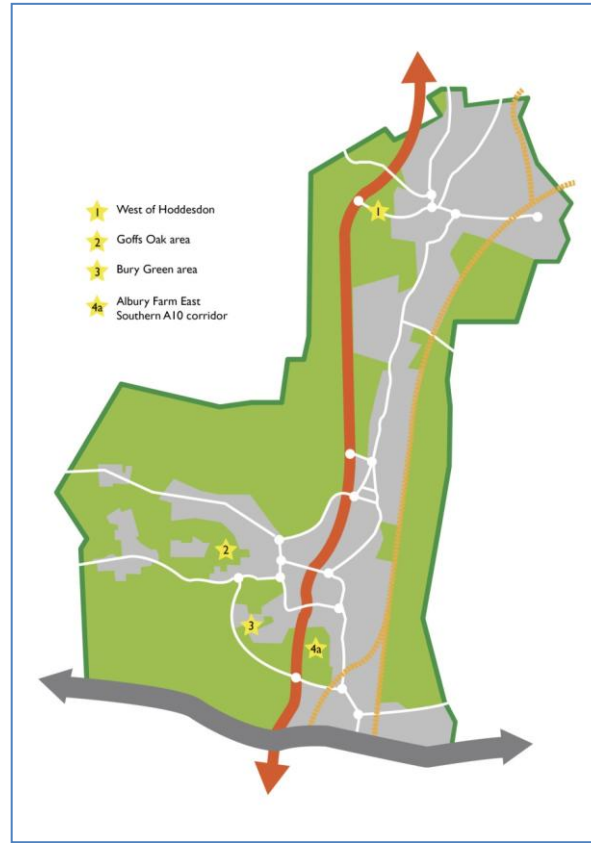 1 West of Hoddesdon
2 Goffs Oak area
3 Bury Green area
4a Albury Farm East
Southern A10 corridor
1
2
3
4a